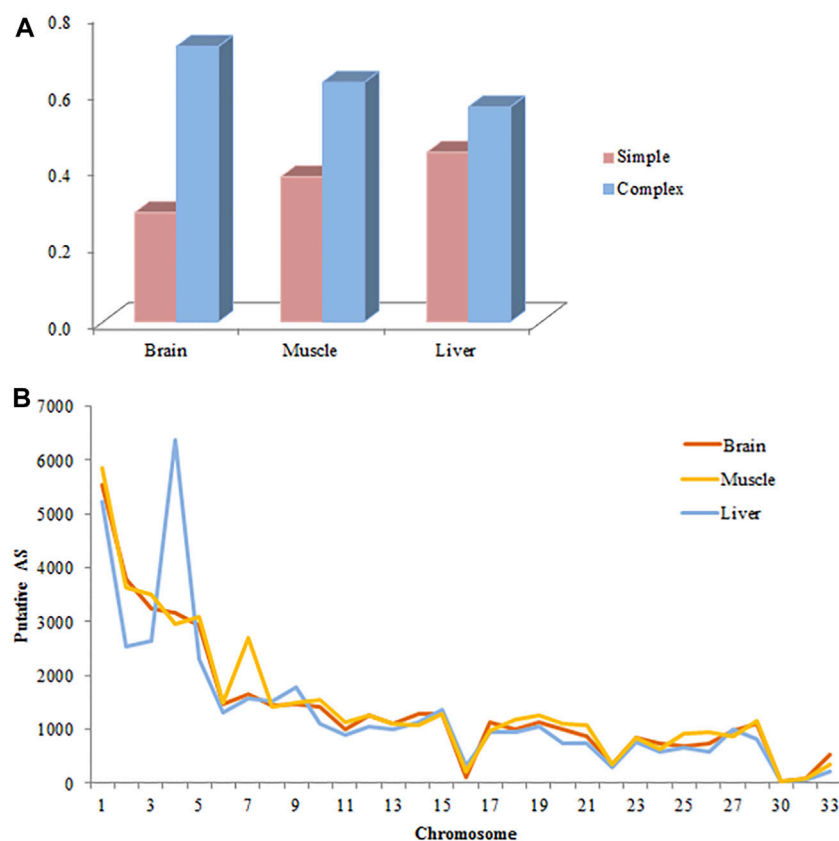 A
0.8
0.6
0.4
0.2
0.0
Brain Muscle Liver
Simple
Complex
B
7000
6000
5000
4000
3000
2000
1000
0
Putative AS
Brain
Muscle
Liver
1 3 5 7 9 11 13 15 17 19 21 23 25 27 30 33
Chromosome